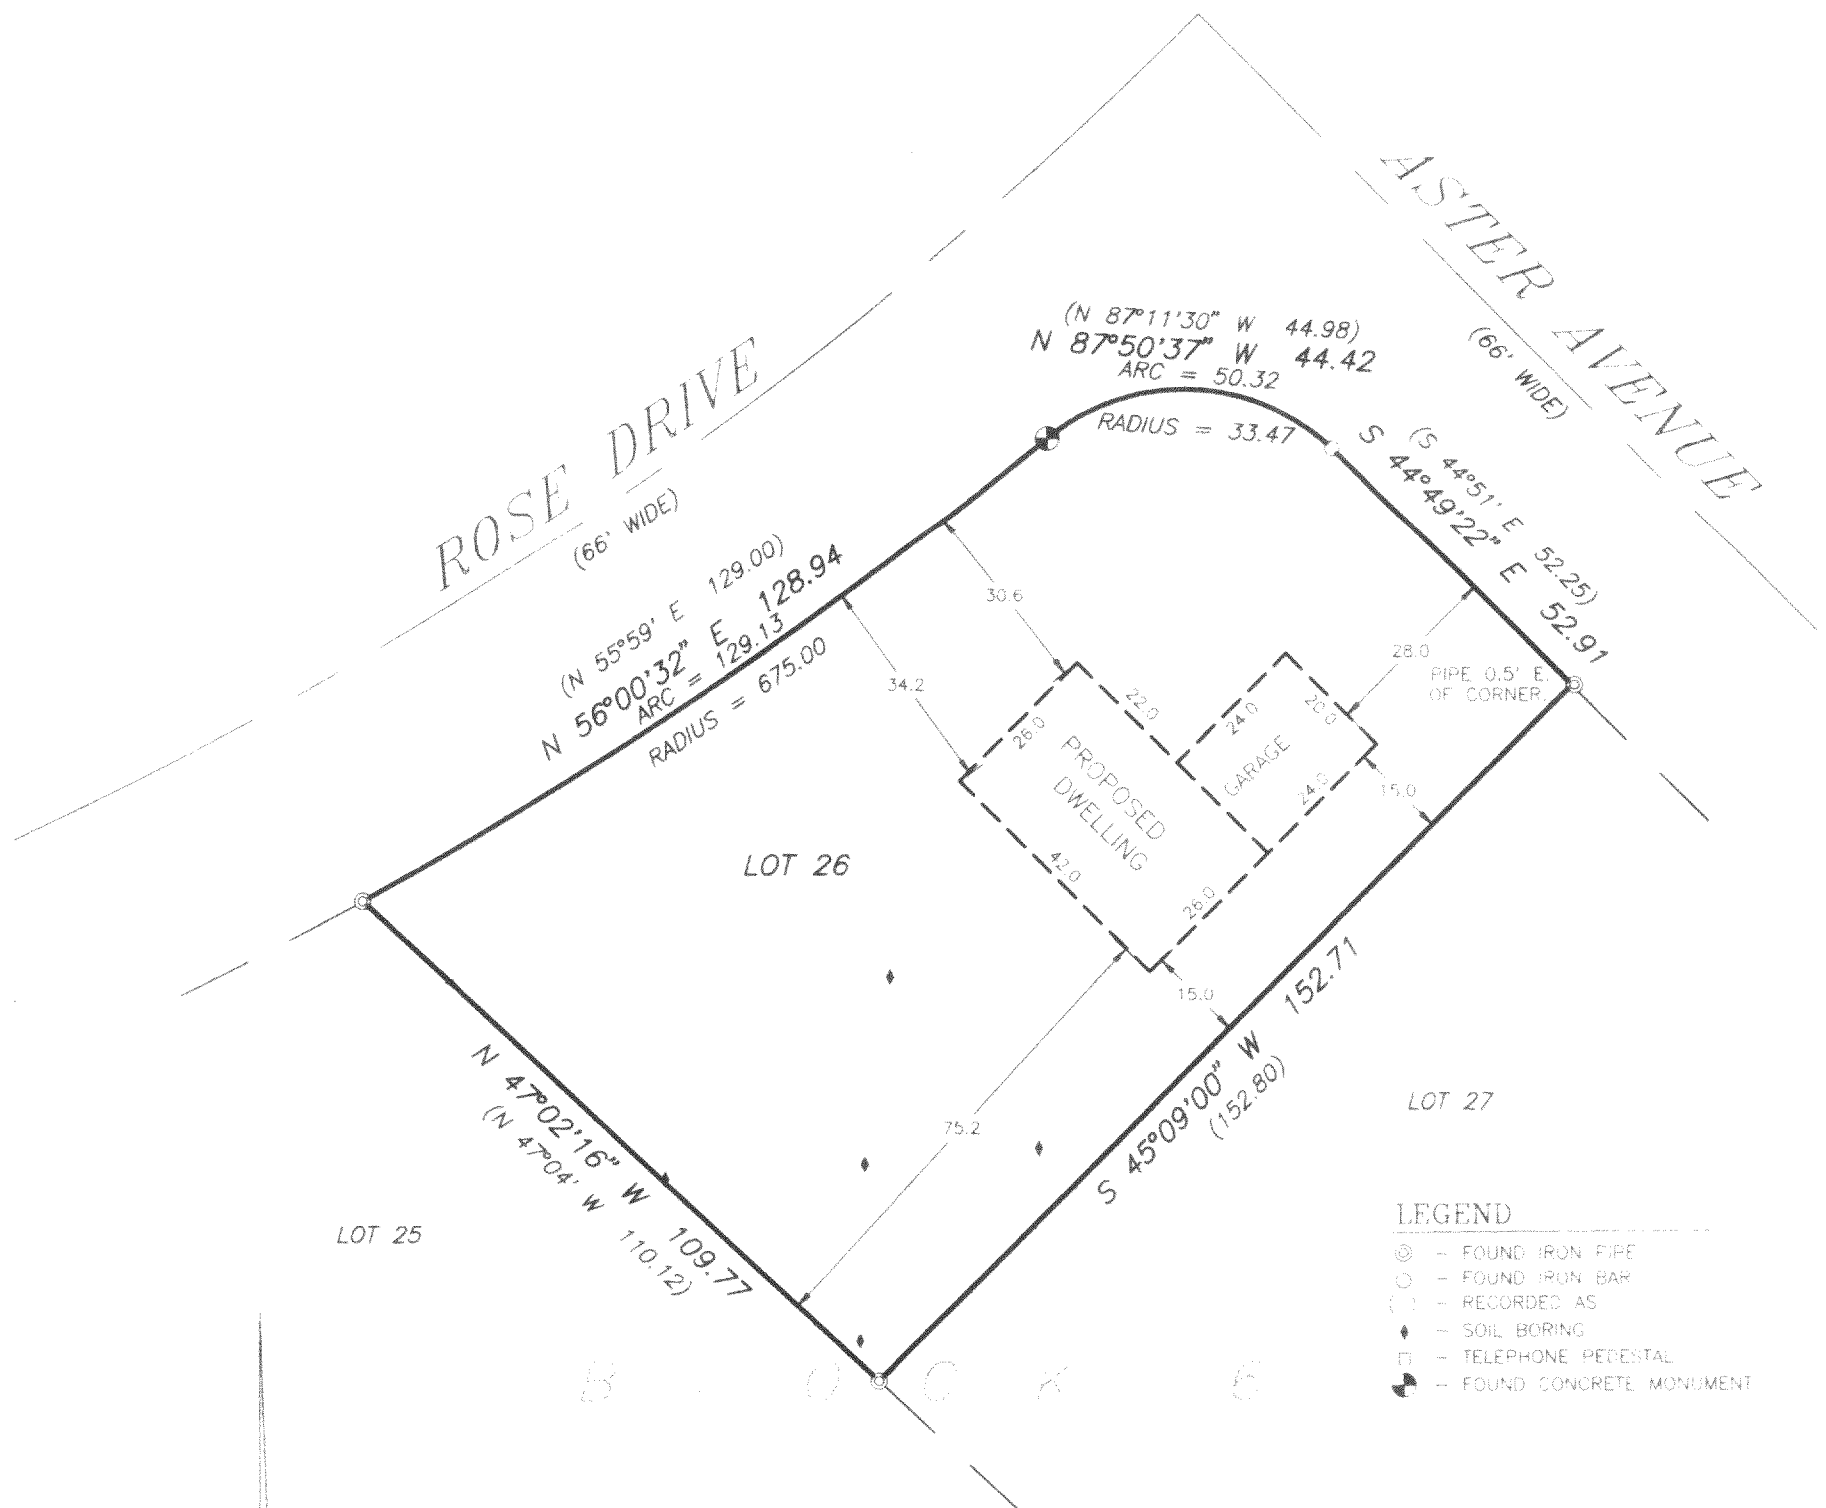 ASTER AVENUE
(66' WIDE)
(N 87°11'30" W 44.98)
N 87°50'37" W 44.42
ARC = 50.32
RADIUS = 33.47
ROSE DRIVE
(66' WIDE)
(S 44°51' E 52.25)
S 44°49'22" E 52.91
(N 55°59' E 129.00)
N 56°00'32" E 128.94
ARC = 129.13
RADIUS = 675.00
30.6
34.2
28.0
PIPE 0.5' E.
OF CORNER.
22.0
26.0
24.0
20.0
PROPOSED
DWELLING
GARAGE
24.0
15.0
42.0
26.0
LOT 26
15.0
S 45°09'00" W 152.71
(152.80)
75.2
N 47°02'16" W 109.77
(N 47°04' W 110.12)
LOT 27
LOT 25
B OCK 6
LEGEND
- FOUND IRON PIPE
- FOUND IRON BAR
( ) - RECORDED AS
- SOIL BORING
- TELEPHONE PEDESTAL
- FOUND CONCRETE MONUMENT